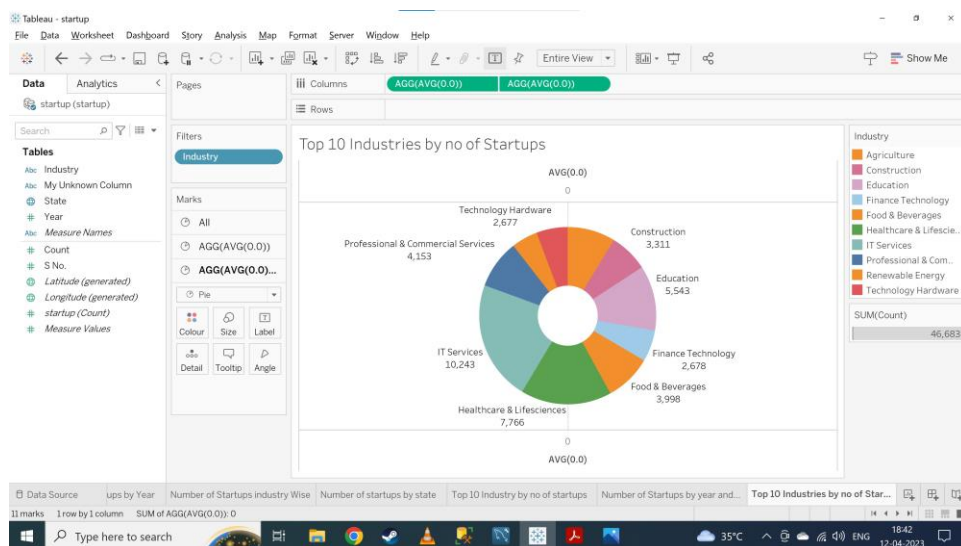 Tableau - startup
File Data Worksheet Dashboard Story Analysis Map Format Server Window Help
Entire View
Show Me
Data Analytics
startup (startup)
Search
Tables
Abc Industry
Abc My Unknown Column
State
# Year
Abc Measure Names
# Count
# S No.
Latitude (generated)
Longitude (generated)
# startup (Count)
# Measure Values
Pages
Filters
Industry
Marks
All
AGG(AVG(0.0))
AGG(AVG(0.0)...
Pie
Colour Size Label
Detail Tooltip Angle
Columns AGG(AVG(0.0)) AGG(AVG(0.0))
Rows
Top 10 Industries by no of Startups
AVG(0.0)
0
Technology Hardware
2,677
Construction
3,311
Professional & Commercial Services
4,153
Education
5,543
IT Services
10,243
Finance Technology
2,678
Food & Beverages
3,998
Healthcare & Lifesciences
7,766
0
AVG(0.0)
Industry
Agriculture
Construction
Education
Finance Technology
Food & Beverages
Healthcare & Lifescie..
IT Services
Professional & Com...
Renewable Energy
Technology Hardware
SUM(Count)
46,683
Data Source ups by Year Number of Startups industry Wise Number of startups by state Top 10 Industry by no of startups Number of Startups by year and... Top 10 Industries by no of Star...
11 marks 1 row by 1 column SUM of AGG(AVG(0.0)): 0
Type here to search
35°C ENG
18:42
12-04-2023